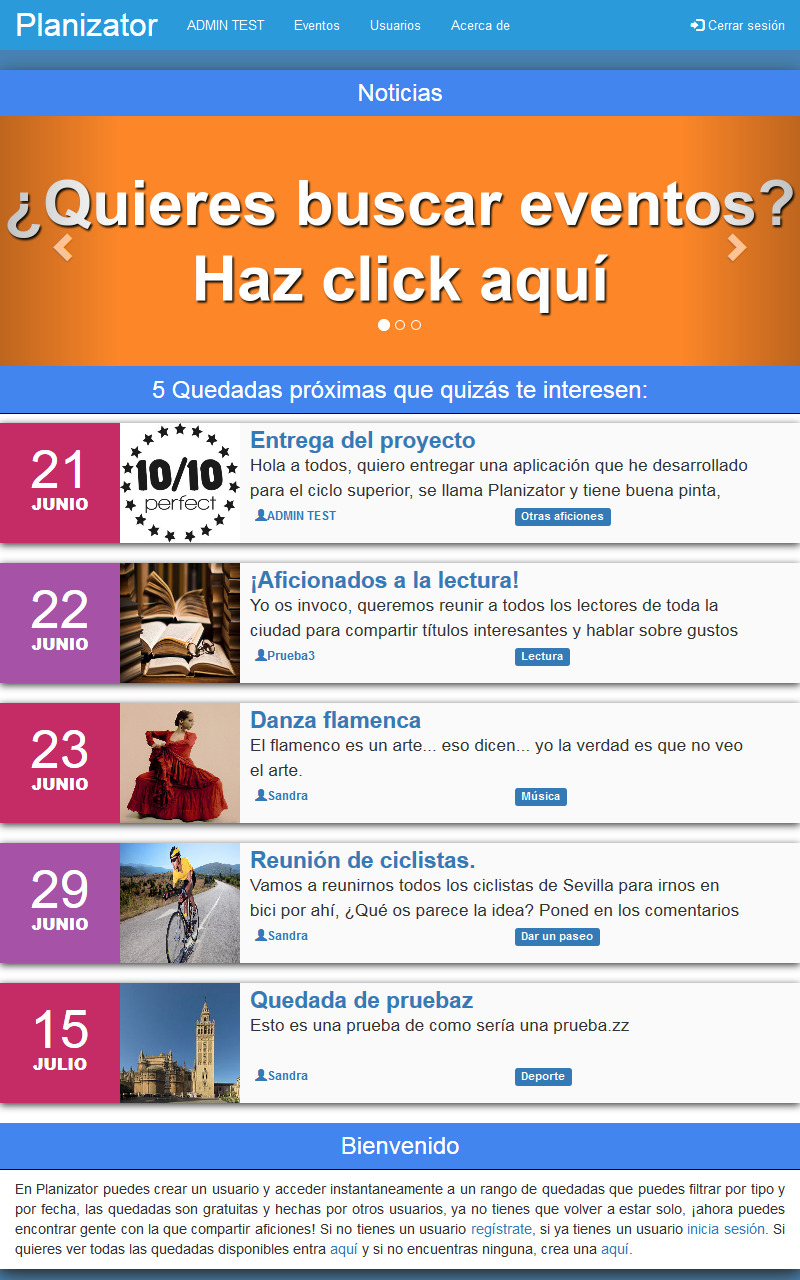 Planizator ADMIN TEST Eventos Usuarios Acerca de Cerrar sesión
Noticias
¿Quieres buscar eventos?
Haz click aquí
5 Quedadas próximas que quizás te interesen:
21
JUNIO
10/10
perfect
Entrega del proyecto
Hola a todos, quiero entregar una aplicación que he desarrollado
para el ciclo superior, se llama Planizator y tiene buena pinta,
ADMIN TEST Otras aficiones
22
JUNIO
¡Aficionados a la lectura!
Yo os invoco, queremos reunir a todos los lectores de toda la
ciudad para compartir títulos interesantes y hablar sobre gustos
Prueba3 Lectura
23
JUNIO
Danza flamenca
El flamenco es un arte... eso dicen... yo la verdad es que no veo
el arte.
Sandra Música
29
JUNIO
Reunión de ciclistas.
Vamos a reunirnos todos los ciclistas de Sevilla para irnos en
bici por ahí, ¿Qué os parece la idea? Poned en los comentarios
Sandra Dar un paseo
15
JULIO
Quedada de pruebaz
Esto es una prueba de como sería una prueba.zz
Sandra Deporte
Bienvenido
En Planizator puedes crear un usuario y acceder instantaneamente a un rango de quedadas que puedes filtrar por tipo y
por fecha, las quedadas son gratuitas y hechas por otros usuarios, ya no tienes que volver a estar solo, ¡ahora puedes
encontrar gente con la que compartir aficiones! Si no tienes un usuario regístrate, si ya tienes un usuario inicia sesión. Si
quieres ver todas las quedadas disponibles entra aquí y si no encuentras ninguna, crea una aquí.